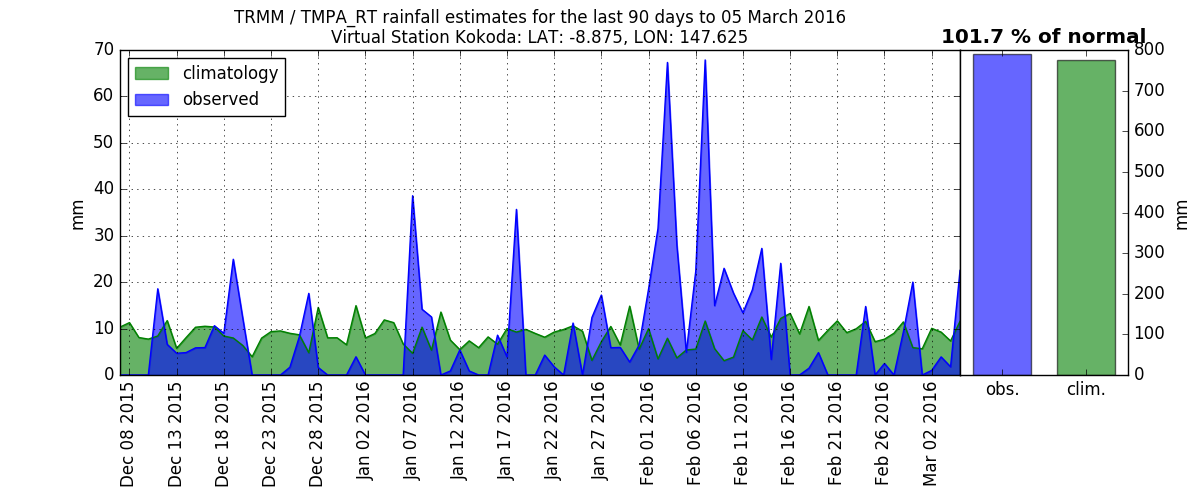 TRMM / TMPA_RT rainfall estimates for the last 90 days to 05 March 2016
Virtual Station Kokoda: LAT: -8.875, LON: 147.625
101.7 % of normal
climatology
observed
70
60
50
40
30
20
10
0
mm
800
700
600
500
400
300
200
100
0
mm
Dec 08 2015
Dec 13 2015
Dec 18 2015
Dec 23 2015
Dec 28 2015
Jan 02 2016
Jan 07 2016
Jan 12 2016
Jan 17 2016
Jan 22 2016
Jan 27 2016
Feb 01 2016
Feb 06 2016
Feb 11 2016
Feb 16 2016
Feb 21 2016
Feb 26 2016
Mar 02 2016
obs.
clim.